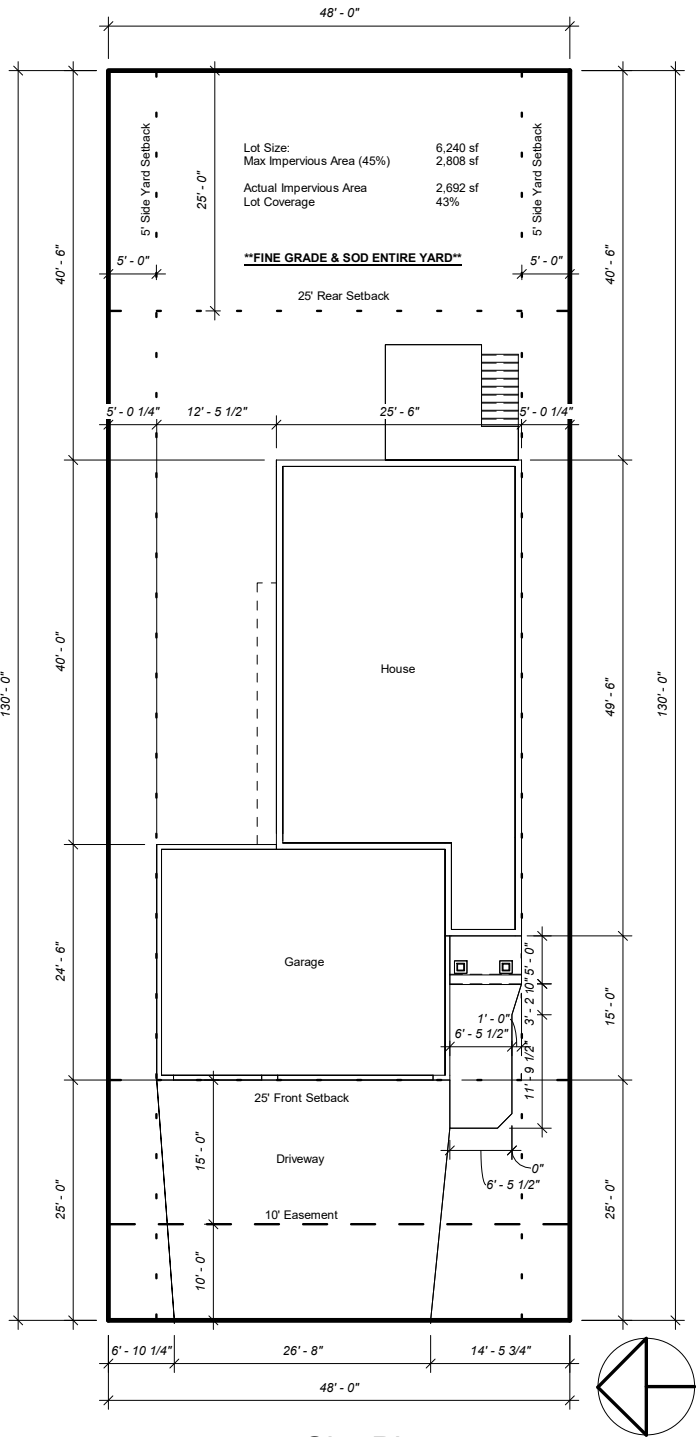 48' - 0"
5' Side Yard Setback
5' Side Yard Setback
Lot Size: 6,240 sf
Max Impervious Area (45%) 2,808 sf
Actual Impervious Area 2,692 sf
Lot Coverage 43%
25' - 0"
**FINE GRADE & SOD ENTIRE YARD**
40' - 6"
5' - 0"
5' - 0"
40' - 6"
25' Rear Setback
5' - 0 1/4"
12' - 5 1/2"
25' - 6"
5' - 0 1/4"
130' - 0"
40' - 0"
House
49' - 6"
130' - 0"
24' - 6"
Garage
5' - 0"
10"
3' - 2
1' - 0"
6' - 5 1/2"
11' - 9 1/2"
15' - 0"
25' Front Setback
15' - 0"
Driveway
0"
6' - 5 1/2"
25' - 0"
10' Easement
25' - 0"
10' - 0"
6' - 10 1/4"
26' - 8"
14' - 5 3/4"
48' - 0"